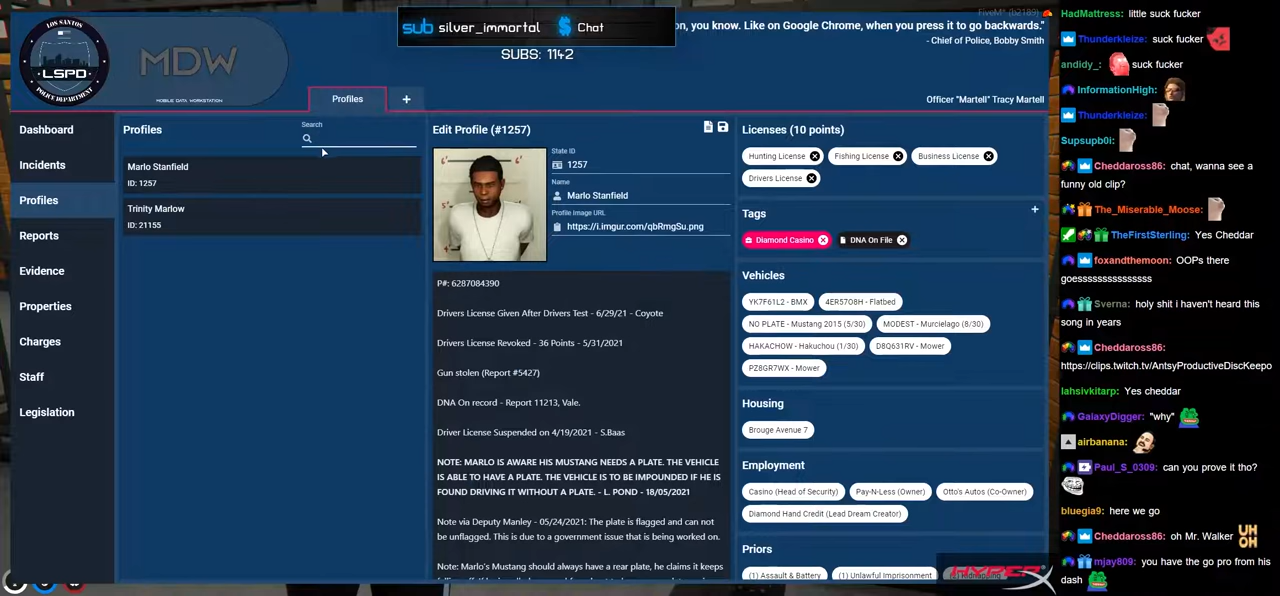 sub silver_immortal Chat
on, you know. Like on Google Chrome, when you press it to go backwards."
- Chief of Police, Bobby Smith
FiveM® (b2189)
SUBS: 1142
LOS SANTOS
LSPD
POLICE DEPARTMENT
MDW
MOBILE DATA WORKSTATION
Profiles
+
Officer "Martell" Tracy Martell
Dashboard
Incidents
Profiles
Reports
Evidence
Properties
Charges
Staff
Legislation
Profiles
Search
Marlo Stanfield
ID: 1257
Trinity Marlow
ID: 21155
Edit Profile (#1257)
State ID
1257
Name
Marlo Stanfield
Profile Image URL
https://i.imgur.com/qbRmgSu.png
P#: 6287084390
Drivers License Given After Drivers Test - 6/29/21 - Coyote
Drivers License Revoked - 36 Points - 5/31/2021
Gun stolen (Report #5427)
DNA On record - Report 11213, Vale.
Driver License Suspended on 4/19/2021 - S.Baas
NOTE: MARLO IS AWARE HIS MUSTANG NEEDS A PLATE. THE VEHICLE
IS ABLE TO HAVE A PLATE. THE VEHICLE IS TO BE IMPOUNDED IF HE IS
FOUND DRIVING IT WITHOUT A PLATE. - L. POND - 18/05/2021
Note via Deputy Manley - 05/24/2021: The plate is flagged and can not
be unflagged. This is due to a government issue that is being worked on.
Note: Marlo's Mustang should always have a rear plate, he claims it keeps
Licenses (10 points)
Hunting License Fishing License Business License
Drivers License
Tags
+
Diamond Casino DNA On File
Vehicles
YK7F61L2 - BMX 4ER57O8H - Flatbed
NO PLATE - Mustang 2015 (5/30) MODEST - Murcielago (8/30)
HAKACHOW - Hakuchou (1/30) D8Q631RV - Mower
PZ8GR7WX - Mower
Housing
Brouge Avenue 7
Employment
Casino (Head of Security) Pay-N-Less (Owner) Otto's Autos (Co-Owner)
Diamond Hand Credit (Lead Dream Creator)
Priors
(1) Assault & Battery (1) Unlawful Imprisonment
HYPERX
HadMattress: little suck fucker
Thunderkleize: suck fucker
andidy_: suck fucker
InformationHigh:
Thunderkleize:
Supsupb0i:
Cheddaross86: chat, wanna see a
funny old clip?
The_Miserable_Moose:
TheFirstSterling: Yes Cheddar
foxandthemoon: OOPs there
goesssssssssssssss
Sverna: holy shit i haven't heard this
song in years
Cheddaross86:
https://clips.twitch.tv/AntsyProductiveDiscKeepo
lahsivkitarp: Yes cheddar
GalaxyDigger: "why"
airbanana:
Paul_S_0309: can you prove it tho?
bluegia9: here we go
Cheddaross86: oh Mr. Walker UH OH
mjay809: you have the go pro from his
dash